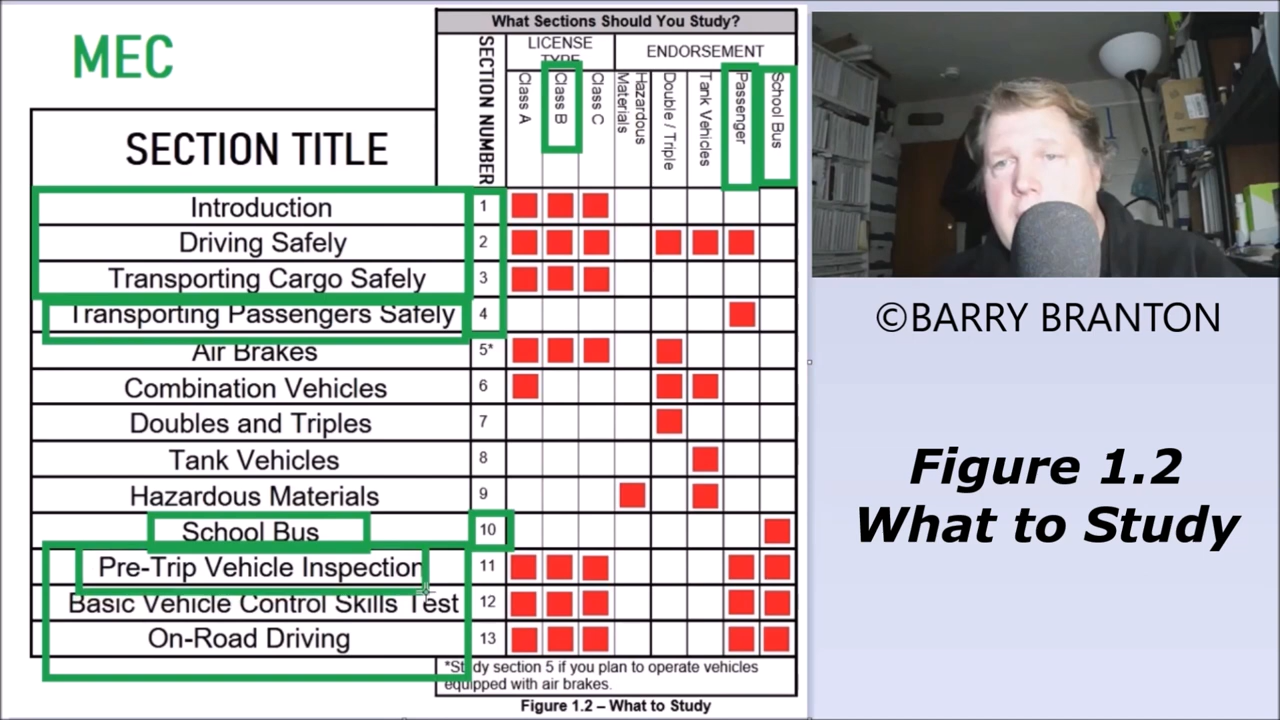 MEC
What Sections Should You Study?
SECTION TITLE
SECTION NUMBER
LICENSE
TYPE
ENDORSEMENT
Class A
Class B
Class C
Hazardous
Materials
Double / Triple
Tank Vehicles
Passenger
School Bus
Introduction 1
Driving Safely 2
Transporting Cargo Safely 3
Transporting Passengers Safely 4
Air Brakes 5*
Combination Vehicles 6
Doubles and Triples 7
Tank Vehicles 8
Hazardous Materials 9
School Bus 10
Pre-Trip Vehicle Inspection 11
Basic Vehicle Control Skills Test 12
On-Road Driving 13
*Study section 5 if you plan to operate vehicles
equipped with air brakes.
Figure 1.2 – What to Study
©BARRY BRANTON
Figure 1.2
What to Study